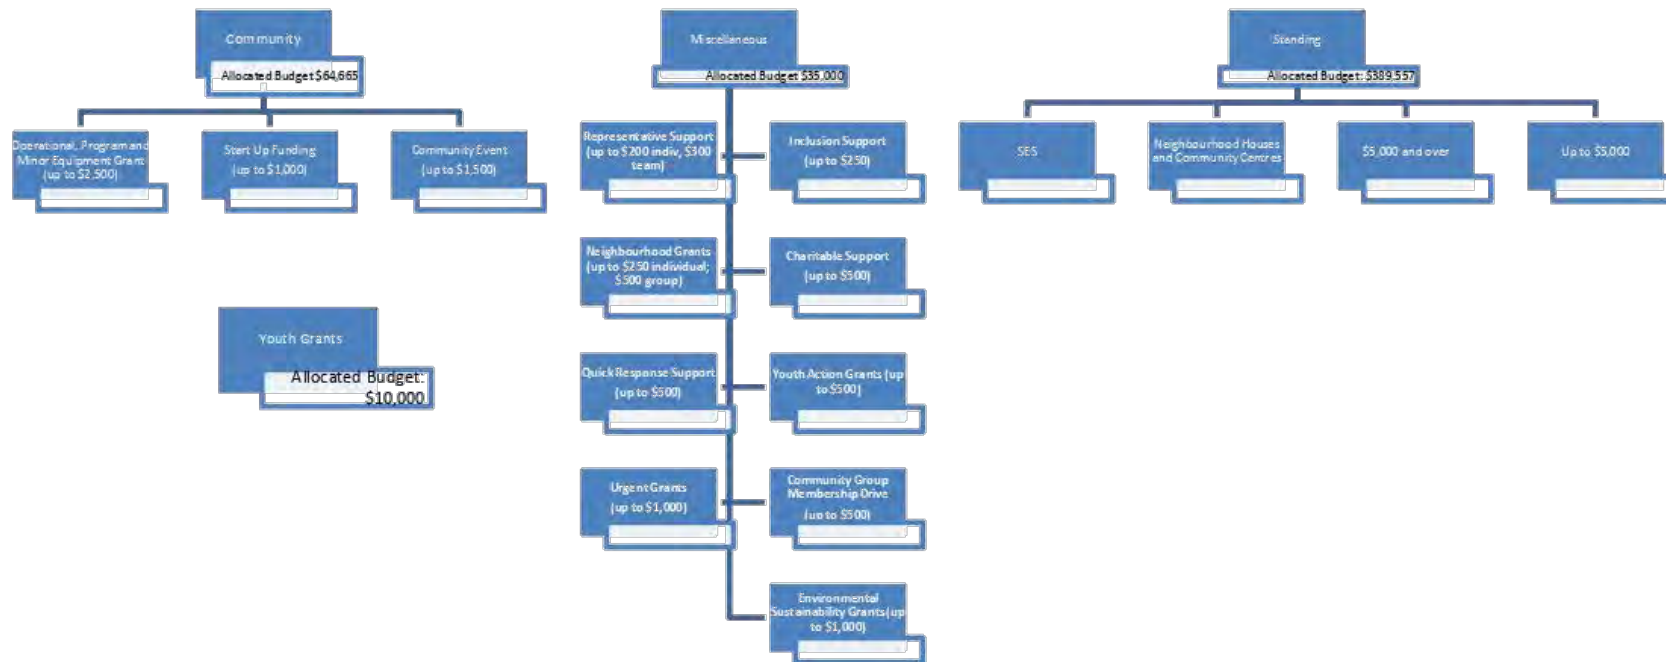 Community
Allocated Budget $64,665
Operational, Program and
Minor Equipment Grant
(up to $2,500)
Start Up Funding
(up to $1,000)
Community Event
(up to $1,500)
Youth Grants
Allocated Budget:
$10,000
Miscellaneous
Allocated Budget $35,000
Representative Support
(up to $200 indiv, $300
team)
Inclusion Support
(up to $250)
Neighbourhood Grants
(up to $250 individual;
$500 group)
Charitable Support
(up to $500)
Quick Response Support
(up to $500)
Youth Action Grants (up
to $500)
Urgent Grants
(up to $1,000)
Community Group
Membership Drive
(up to $500)
Environmental
Sustainability Grants (up
to $1,000)
Standing
Allocated Budget: $389.557
SES
Neighbourhood Houses
and Community Centres
$5,000 and over
Up to $5,000